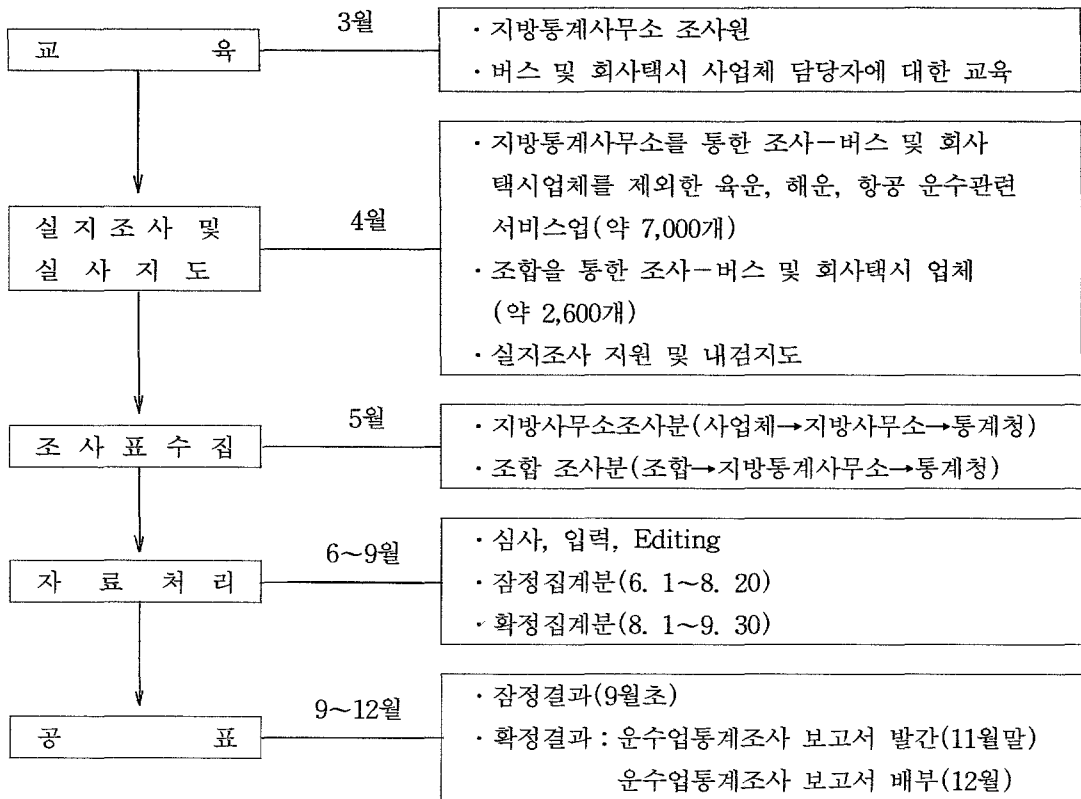 3월
교 육
· 지방통계사무소 조사원
· 버스 및 회사택시 사업체 담당자에 대한 교육
4월
실 지 조 사 및
실 사 지 도
· 지방통계사무소를 통한 조사-버스 및 회사
택시업체를 제외한 육운, 해운, 항공 운수관련
서비스업(약 7,000개)
· 조합을 통한 조사-버스 및 회사택시 업체
(약 2,600개)
· 실지조사 지원 및 내검지도
5월
조 사 표 수 집
· 지방사무소조사분(사업체→지방사무소→통계청)
· 조합 조사분(조합→지방통계사무소→통계청)
6~9월
자 료 처 리
· 심사, 입력, Editing
· 잠정집계분(6. 1~8. 20)
· 확정집계분(8. 1~9. 30)
9~12월
공 표
· 잠정결과(9월초)
· 확정결과 : 운수업통계조사 보고서 발간(11월말)
운수업통계조사 보고서 배부(12월)